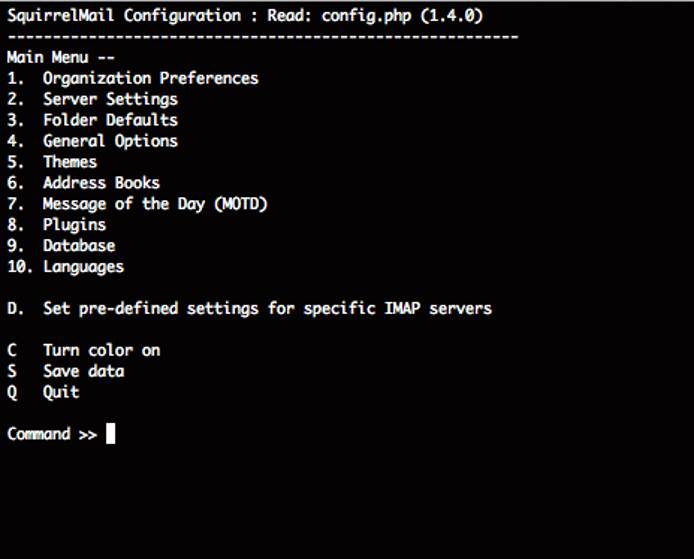 SquirrelMail Configuration : Read: config.php (1.4.0)
---------------------------------------------------------
Main Menu --
1.  Organization Preferences
2.  Server Settings
3.  Folder Defaults
4.  General Options
5.  Themes
6.  Address Books
7.  Message of the Day (MOTD)
8.  Plugins
9.  Database
10. Languages

D.  Set pre-defined settings for specific IMAP servers

C   Turn color on
S   Save data
Q   Quit

Command >>